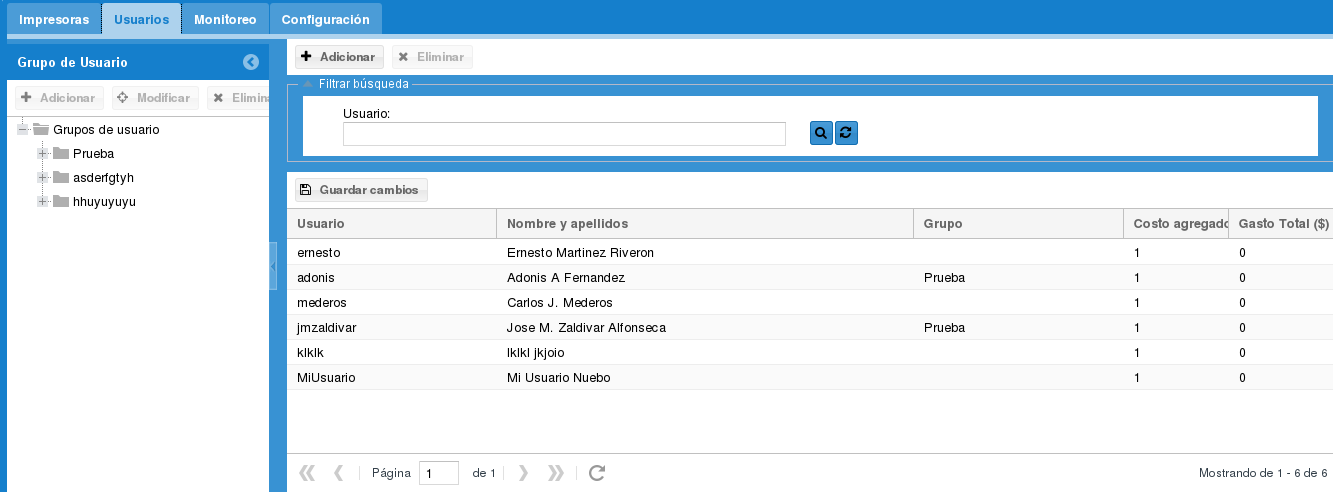 Impresoras Usuarios Monitoreo Configuración
Grupo de Usuario
Adicionar Modificar Elimina
Grupos de usuario
Prueba
asderfgtyh
hhuyuyuyu
Adicionar Eliminar
Filtrar búsqueda
Usuario:
Guardar cambios
Usuario Nombre y apellidos Grupo Costo agregado Gasto Total ($)
ernesto Ernesto Martinez Riveron 1 0
adonis Adonis A Fernandez Prueba 1 0
mederos Carlos J. Mederos 1 0
jmzaldivar Jose M. Zaldivar Alfonseca Prueba 1 0
klklk lklkl jkjoio 1 0
MiUsuario Mi Usuario Nuebo 1 0
Página 1 de 1 Mostrando de 1 - 6 de 6